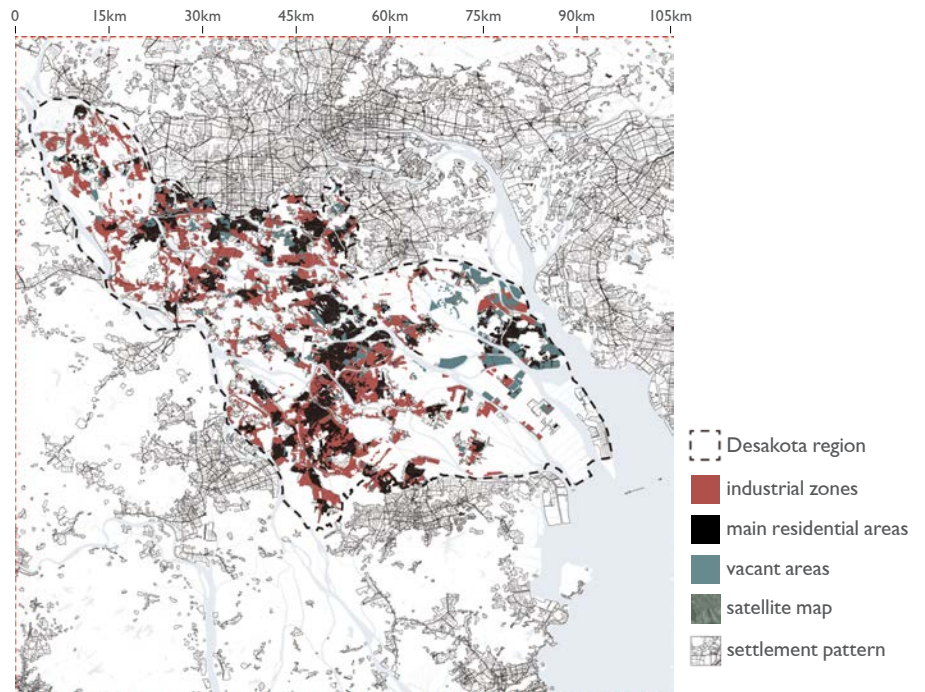 0 15km 30km 45km 60km 75km 90km 105km
Desakota region
industrial zones
main residential areas
vacant areas
satellite map
settlement pattern